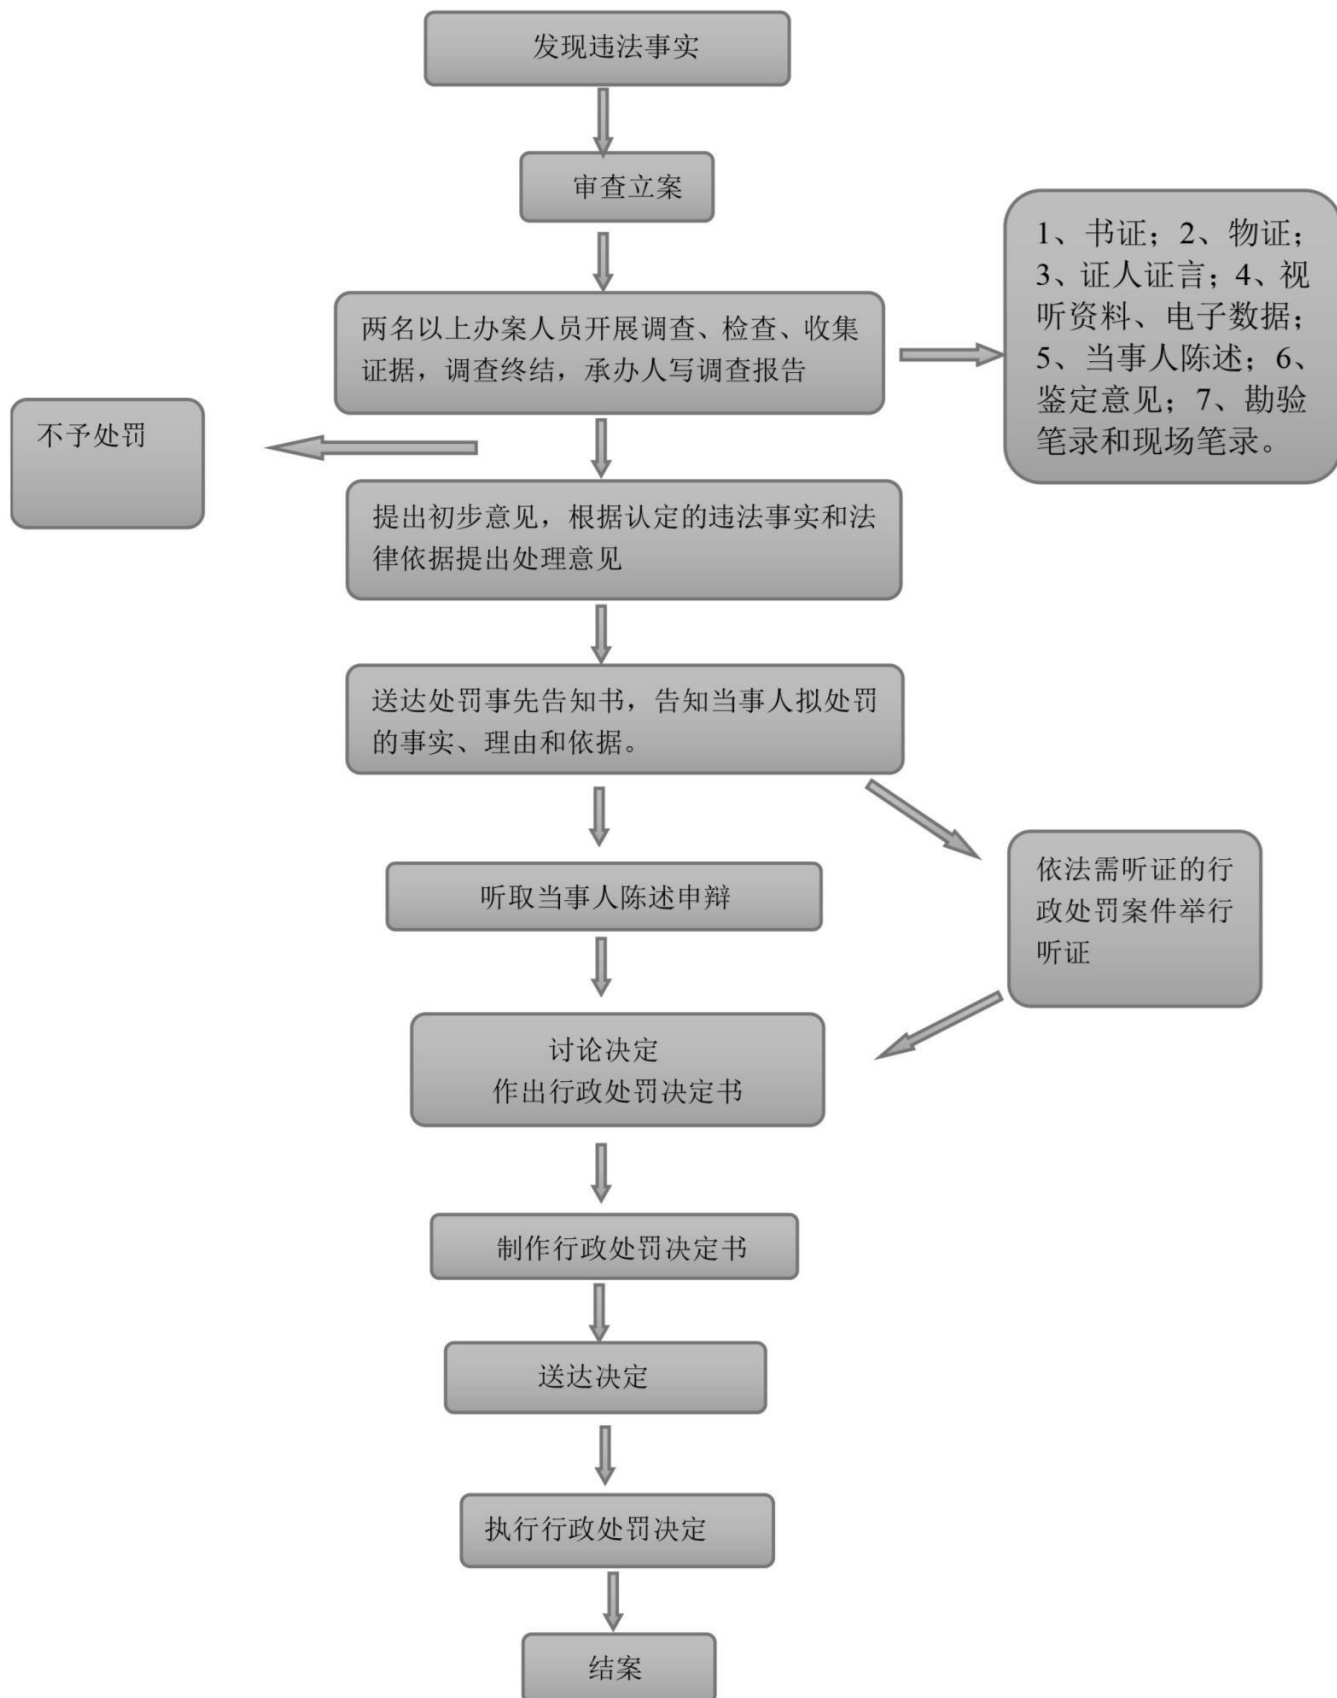 发现违法事实
审查立案
1、书证；2、物证；
3、证人证言；4、视
听资料、电子数据；
5、当事人陈述；6、
鉴定意见；7、勘验
笔录和现场笔录。
两名以上办案人员开展调查、检查、收集
证据，调查终结，承办人写调查报告
不予处罚
提出初步意见，根据认定的违法事实和法
律依据提出处理意见
送达处罚事先告知书，告知当事人拟处罚
的事实、理由和依据。
听取当事人陈述申辩
依法需听证的行
政处罚案件举行
听证
讨论决定
作出行政处罚决定书
制作行政处罚决定书
送达决定
执行行政处罚决定
结案